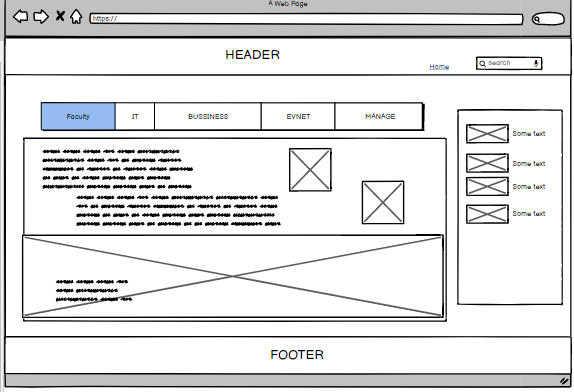 A Web Page
https://
HEADER
Home
search
Faculty
IT
BUSSINESS
EVNET
MANAGE
Some text
Some text
Some text
Some text
FOOTER